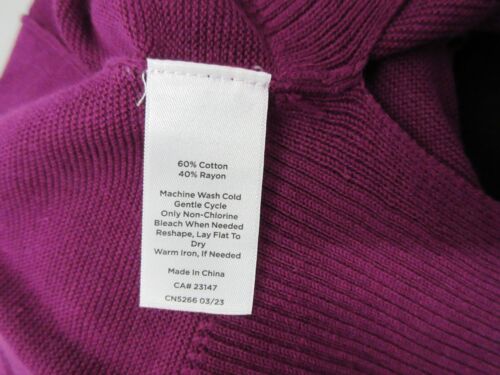 60% Cotton
40% Rayon
Machine Wash Cold
Gentle Cycle
Only Non-Chlorine
Bleach When Needed
Reshape, Lay Flat To
Dry
Warm Iron, If Needed
Made In China
CA# 23147
CN5266 03/23